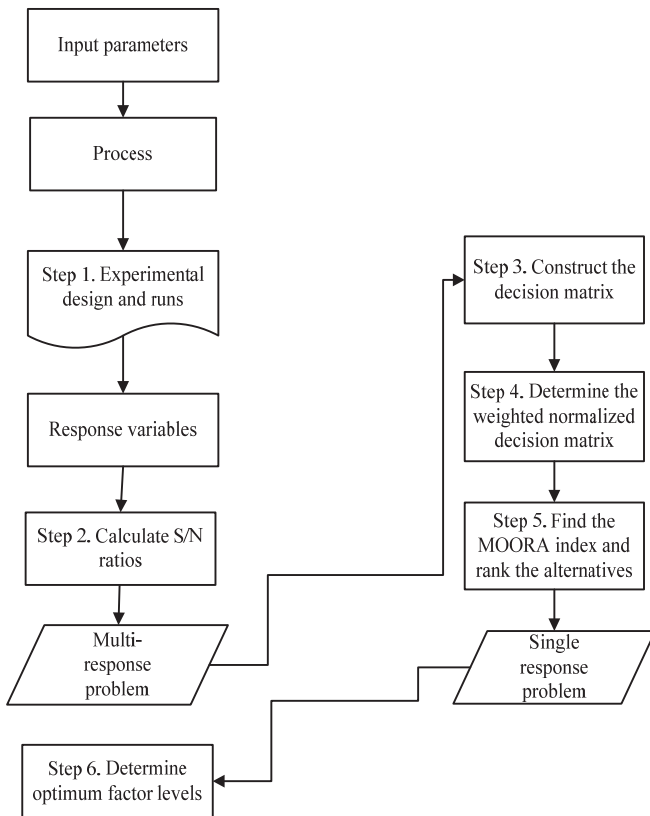 Input parameters
Process
Step 1. Experimental
design and runs
Response variables
Step 2. Calculate S/N
ratios
Multi-
response
problem
Step 3. Construct the
decision matrix
Step 4. Determine the
weighted normalized
decision matrix
Step 5. Find the
MOORA index and
rank the alternatives
Single
response
problem
Step 6. Determine
optimum factor levels